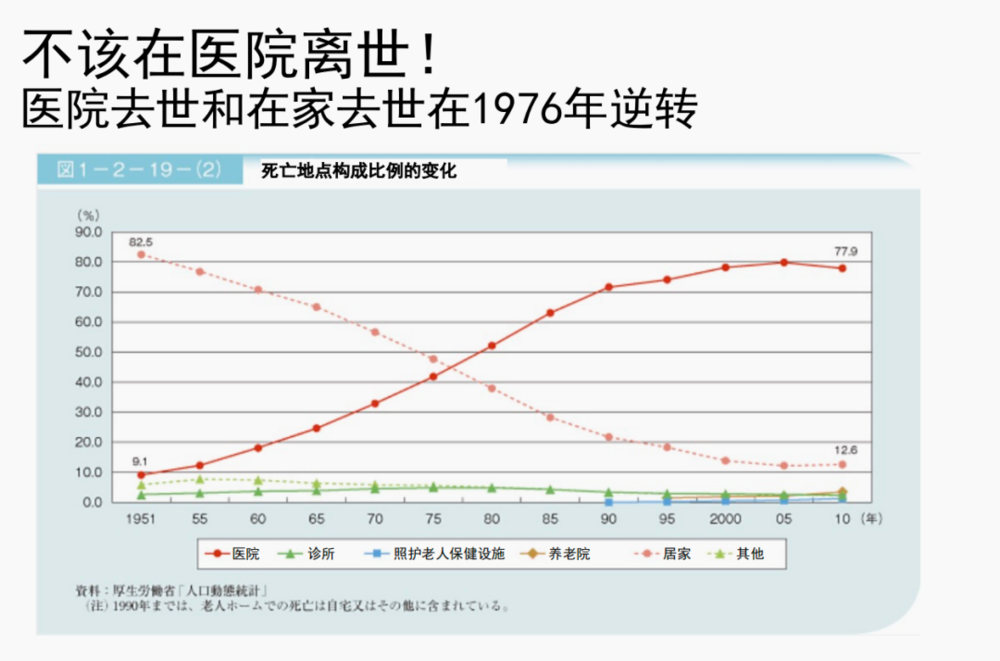 不该在医院离世！
医院去世和在家去世在1976年逆转
図1－2－19－(2) 死亡地点构成比例的变化
(%)
90.0
82.5
80.0
77.9
70.0
60.0
50.0
40.0
30.0
20.0
12.6
10.0
9.1
0.0
1951 55 60 65 70 75 80 85 90 95 2000 05 10 (年)
医院 诊所 照护老人保健设施 养老院 居家 其他
資料：厚生労働省「人口動態統計」
（注）1990年までは、老人ホームでの死亡は自宅又はその他に含まれている。